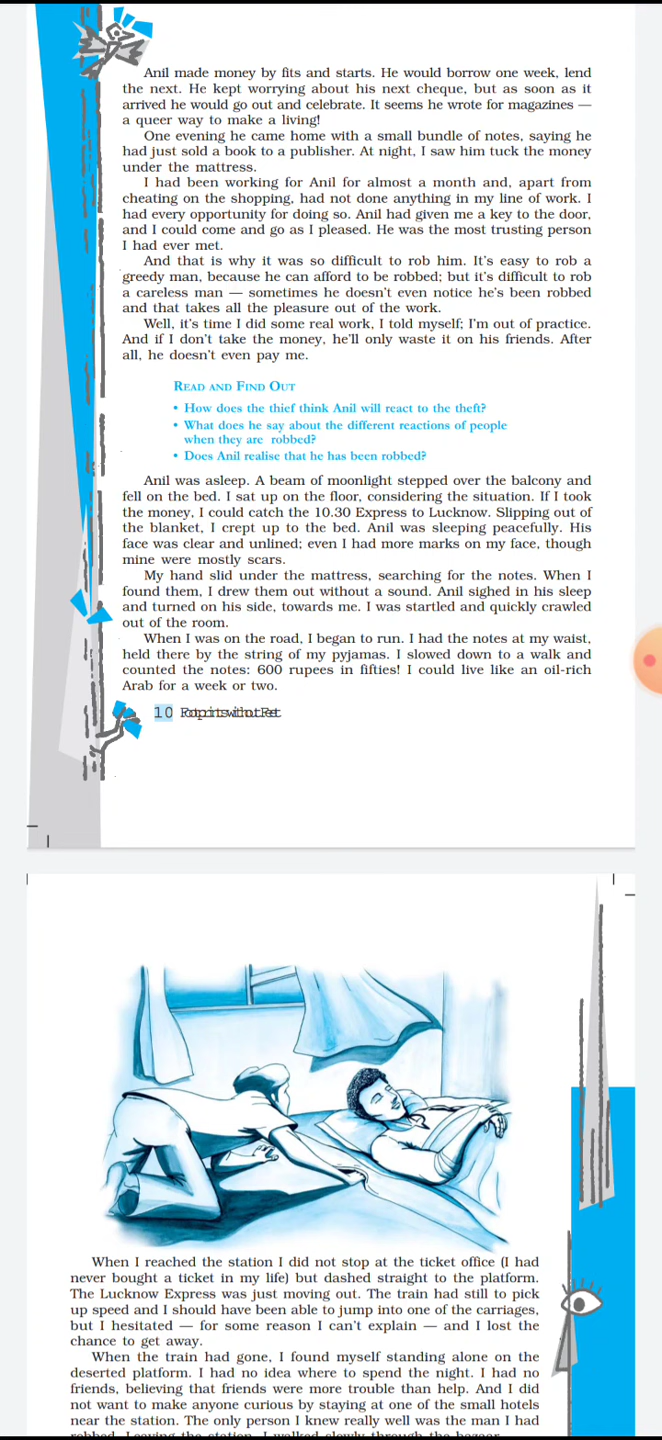 Anil made money by fits and starts. He would borrow one week, lend
the next. He kept worrying about his next cheque, but as soon as it
arrived he would go out and celebrate. It seems he wrote for magazines —
a queer way to make a living!
One evening he came home with a small bundle of notes, saying he
had just sold a book to a publisher. At night, I saw him tuck the money
under the mattress.
I had been working for Anil for almost a month and, apart from
cheating on the shopping, had not done anything in my line of work. I
had every opportunity for doing so. Anil had given me a key to the door,
and I could come and go as I pleased. He was the most trusting person
I had ever met.
And that is why it was so difficult to rob him. It’s easy to rob a
greedy man, because he can afford to be robbed; but it’s difficult to rob
a careless man — sometimes he doesn’t even notice he’s been robbed
and that takes all the pleasure out of the work.
Well, it’s time I did some real work, I told myself; I’m out of practice.
And if I don’t take the money, he’ll only waste it on his friends. After
all, he doesn’t even pay me.
READ AND FIND OUT
• How does the thief think Anil will react to the theft?
• What does he say about the different reactions of people
when they are robbed?
• Does Anil realise that he has been robbed?
Anil was asleep. A beam of moonlight stepped over the balcony and
fell on the bed. I sat up on the floor, considering the situation. If I took
the money, I could catch the 10.30 Express to Lucknow. Slipping out of
the blanket, I crept up to the bed. Anil was sleeping peacefully. His
face was clear and unlined; even I had more marks on my face, though
mine were mostly scars.
My hand slid under the mattress, searching for the notes. When I
found them, I drew them out without a sound. Anil sighed in his sleep
and turned on his side, towards me. I was startled and quickly crawled
out of the room.
When I was on the road, I began to run. I had the notes at my waist,
held there by the string of my pyjamas. I slowed down to a walk and
counted the notes: 600 rupees in fifties! I could live like an oil-rich
Arab for a week or two.
10 Footprints without Feet
When I reached the station I did not stop at the ticket office (I had
never bought a ticket in my life) but dashed straight to the platform.
The Lucknow Express was just moving out. The train had still to pick
up speed and I should have been able to jump into one of the carriages,
but I hesitated — for some reason I can’t explain — and I lost the
chance to get away.
When the train had gone, I found myself standing alone on the
deserted platform. I had no idea where to spend the night. I had no
friends, believing that friends were more trouble than help. And I did
not want to make anyone curious by staying at one of the small hotels
near the station. The only person I knew really well was the man I had
robbed. Leaving the station, I walked slowly through the bazaar.